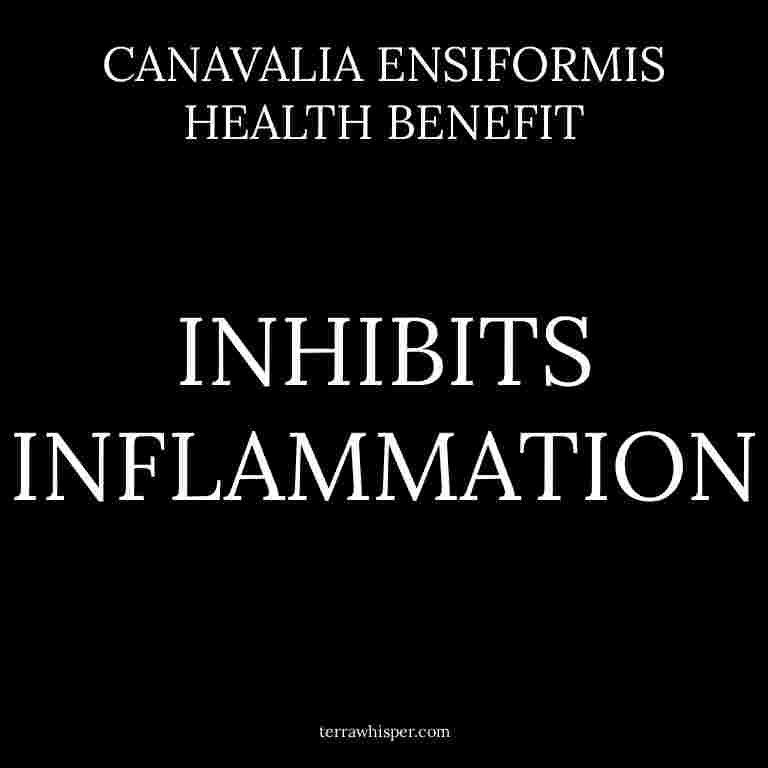 CANAVALIA ENSIFORMIS
HEALTH BENEFIT
INHIBITS
INFLAMMATION
terrawhisper.com